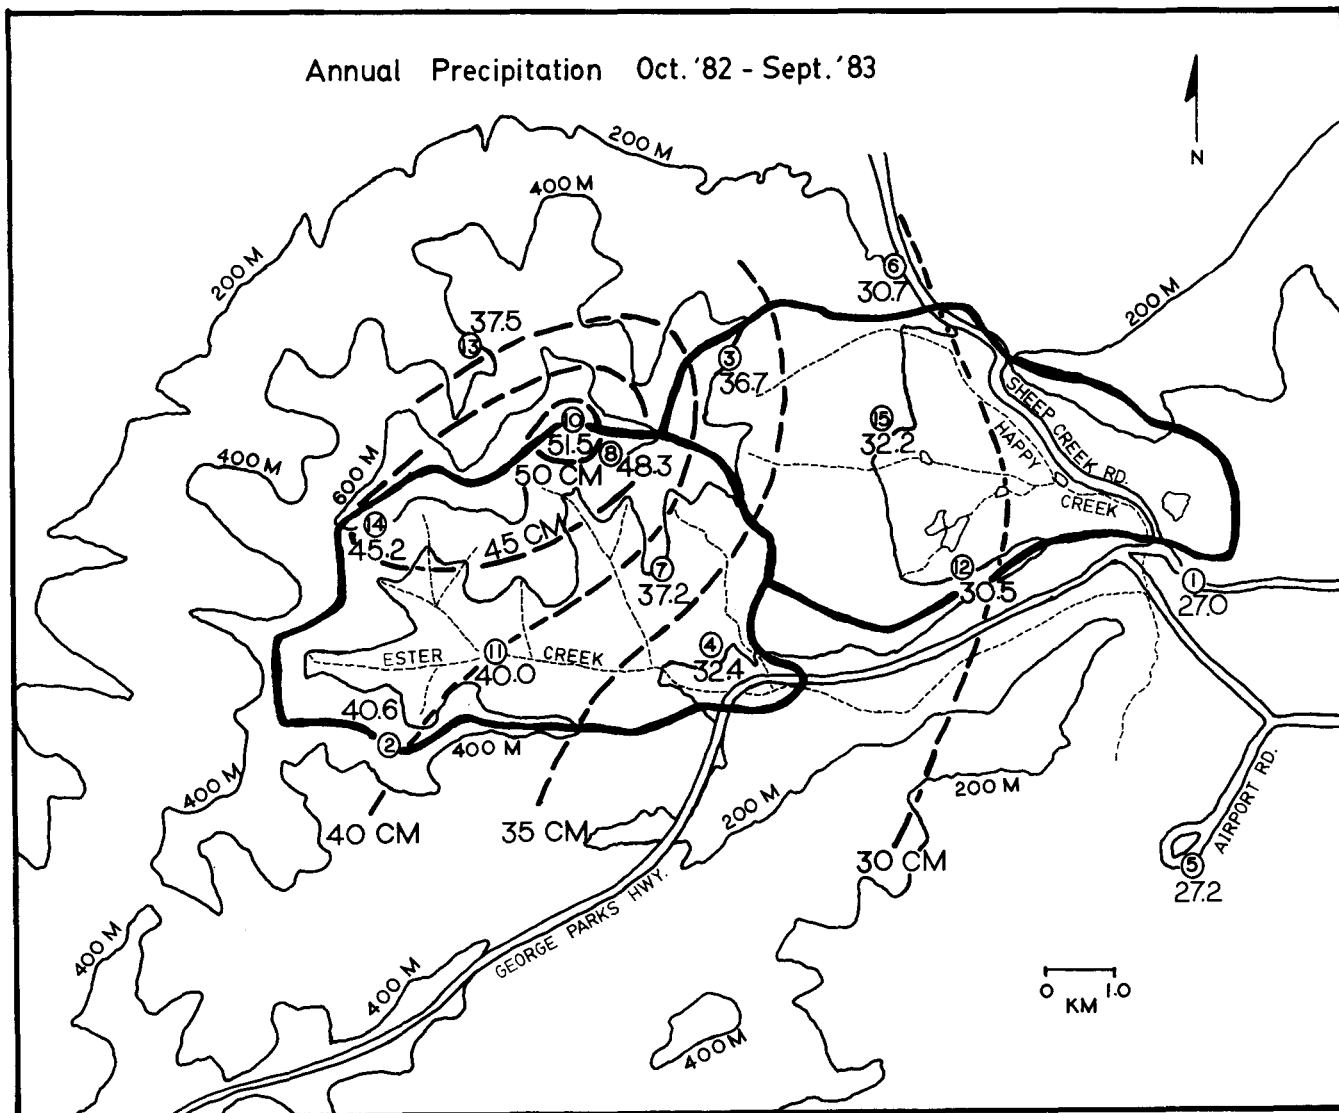 Annual Precipitation Oct. '82 - Sept. '83
N
200 M
400 M
200 M
6
30.7
200 M
37.5
13
3
36.7
SHEEP CREEK RD.
HAPPY
CREEK
15
32.2
10
51.5
8
48.3
50 CM
400 M
600 M
14
45.2
45 CM
7
37.2
12
30.5
1
27.0
ESTER
11
CREEK
40.0
4
32.4
40.6
2
400 M
400 M
40 CM
35 CM
200 M
200 M
30 CM
AIRPORT RD.
5
27.2
GEORGE PARKS HWY.
400 M
400 M
400 M
0 1.0
KM